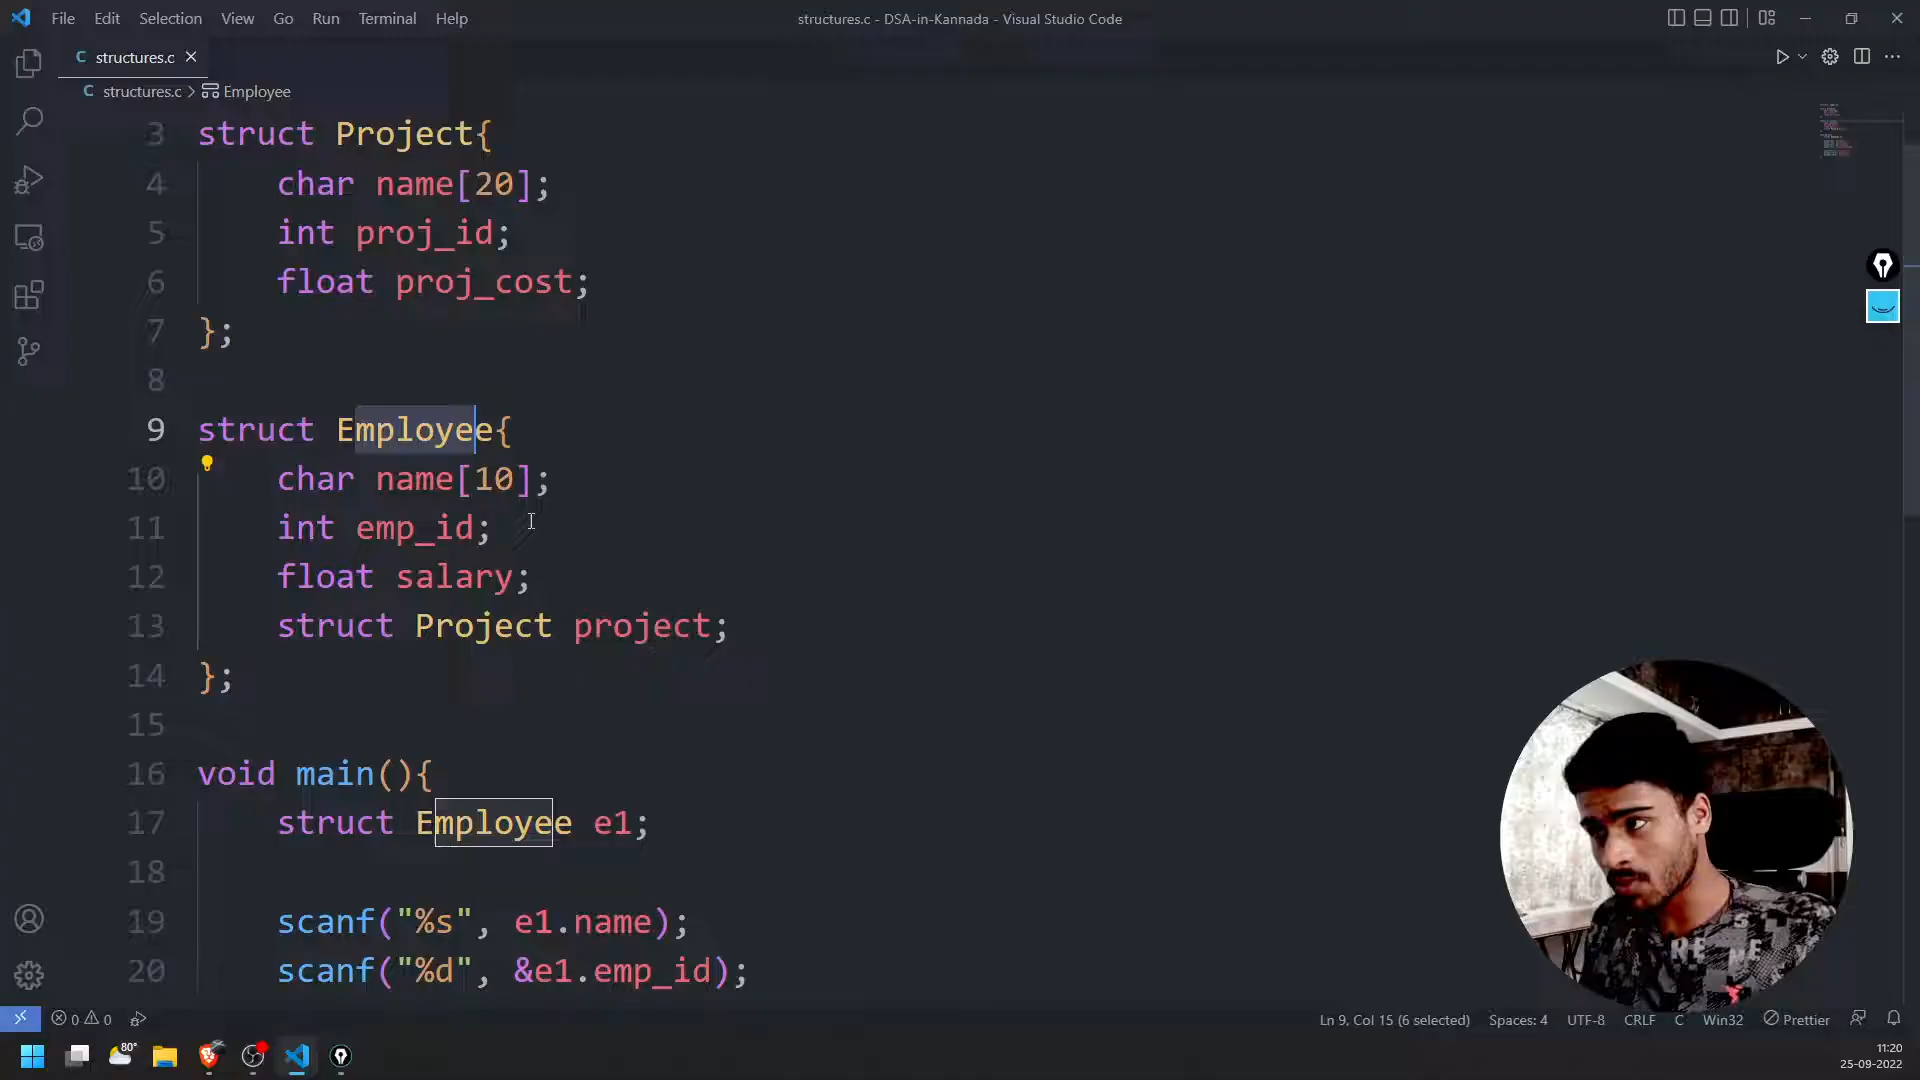 File Edit Selection View Go Run Terminal Help
structures.c - DSA-in-Kannada - Visual Studio Code
C structures.c
C structures.c > Employee
3 struct Project{
4 char name[20];
5 int proj_id;
6 float proj_cost;
7 };
8
9 struct Employee{
10 char name[10];
11 int emp_id;
12 float salary;
13 struct Project project;
14 };
15
16 void main(){
17 struct Employee e1;
18
19 scanf("%s", e1.name);
20 scanf("%d", &e1.emp_id);
0 0
Ln 9, Col 15 (6 selected) Spaces: 4 UTF-8 CRLF C Win32 Prettier
80°
11:20
25-09-2022